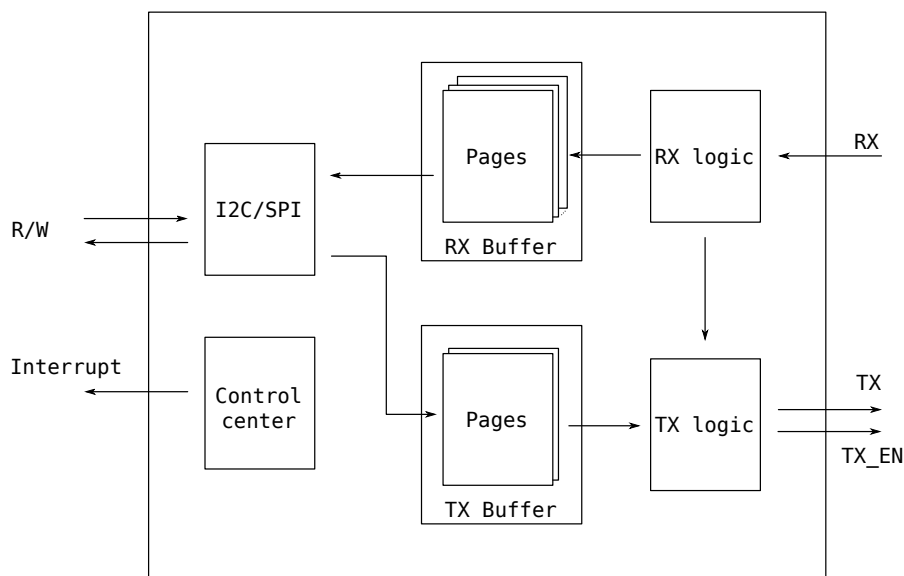 RX
Pages
RX logic
I2C/SPI
R/W
RX Buffer
Interrupt
Control
center
TX
Pages
TX logic
TX_EN
TX Buffer